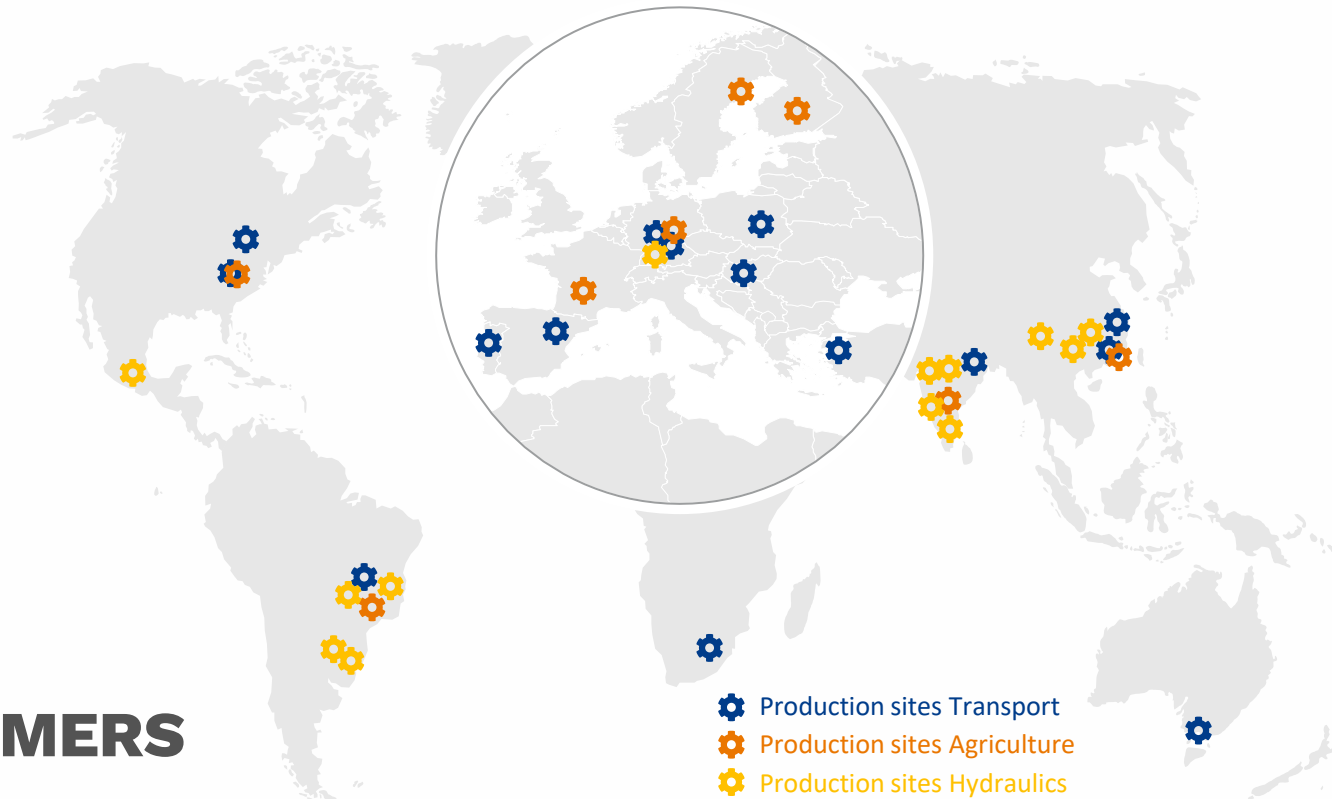 MERS
Production sites Transport
Production sites Agriculture
Production sites Hydraulics